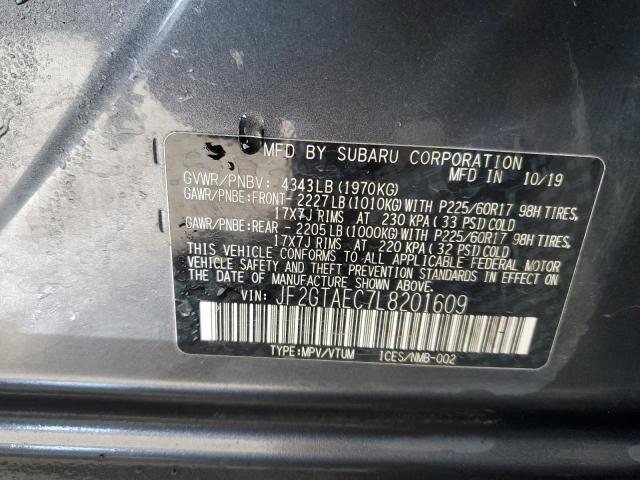 MFD BY SUBARU CORPORATION
GVWR/PNBV: 4343LB(1970KG) MFD IN 10/19
GAWR/PNBE:FRONT- 2227LB(1010KG)WITH P225/60R17 98H TIRES,
17X7J RIMS AT 230 KPA(33 PSI)COLD
GAWR/PNBE:REAR - 2205LB(1000KG)WITH P225/60R17 98H TIRES,
17X7J RIMS AT 220 KPA(32 PSI)COLD
THIS VEHICLE CONFORMS TO ALL APPLICABLE FEDERAL MOTOR
VEHICLE SAFETY AND THEFT PREVENTION STANDARDS IN EFFECT ON
THE DATE OF MANUFACTURE SHOWN ABOVE.
VIN: JF2GTAEC7L8201609
TYPE:MPV/VTUM ICES/NMB-002